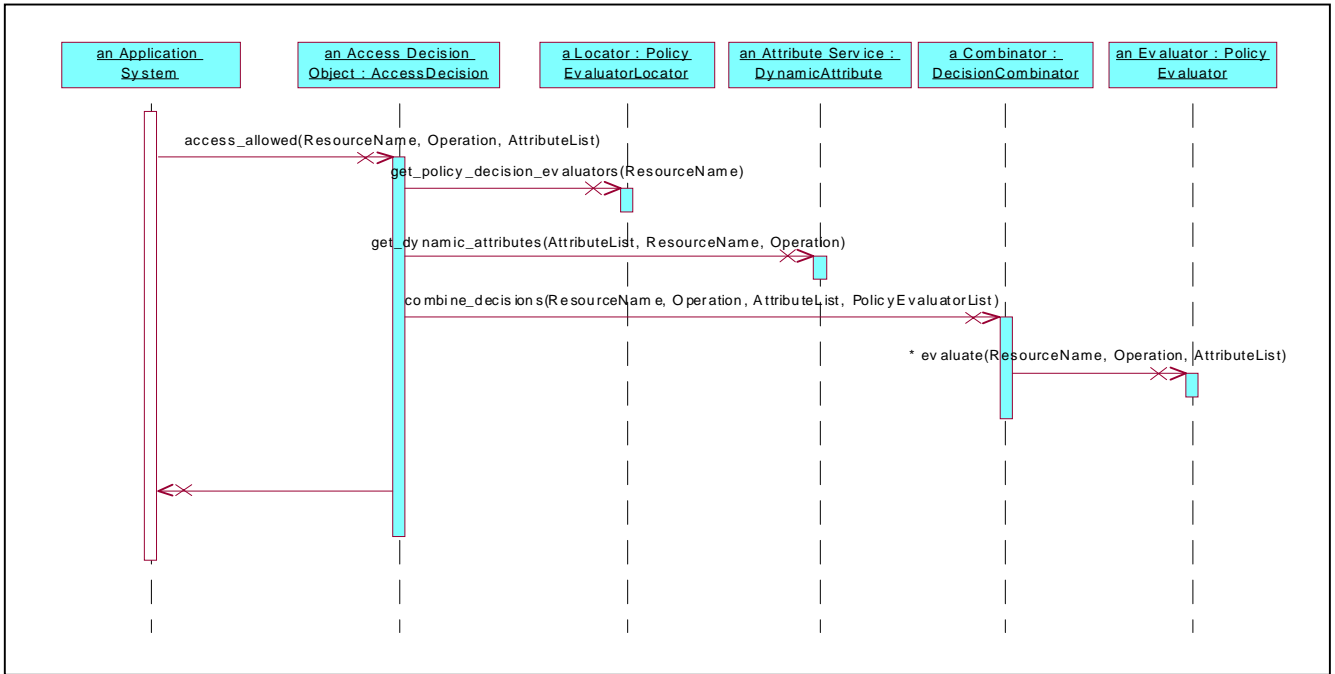 an Application
System
an Access Decision
Object : AccessDecision
a Locator : Policy
EvaluatorLocator
an Attribute Service :
DynamicAttribute
a Combinator :
DecisionCombinator
an Evaluator : Policy
Evaluator
access_allowed(ResourceName, Operation, AttributeList)
get_policy_decision_evaluators(ResourceName)
get_dynamic_attributes(AttributeList, ResourceName, Operation)
combine_decisions(ResourceName, Operation, AttributeList, PolicyEvaluatorList)
* evaluate(ResourceName, Operation, AttributeList)